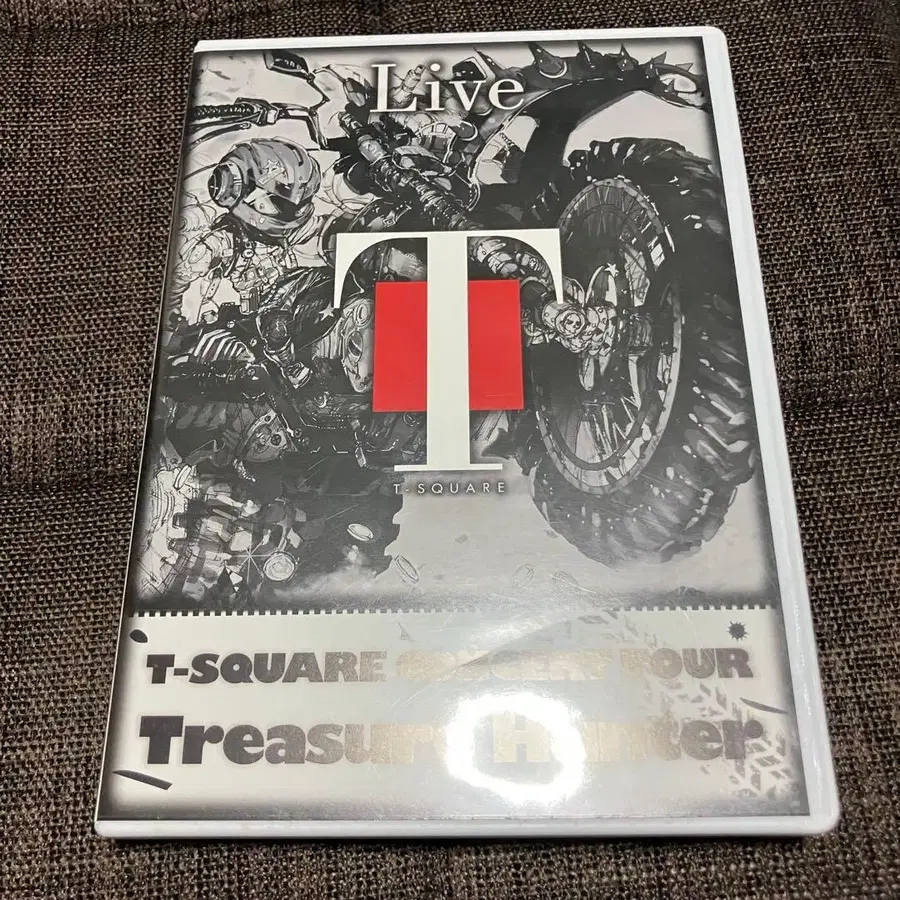 Live
T
T-SQUARE
T-SQUARE CONCERT TOUR
Treasure Hunter